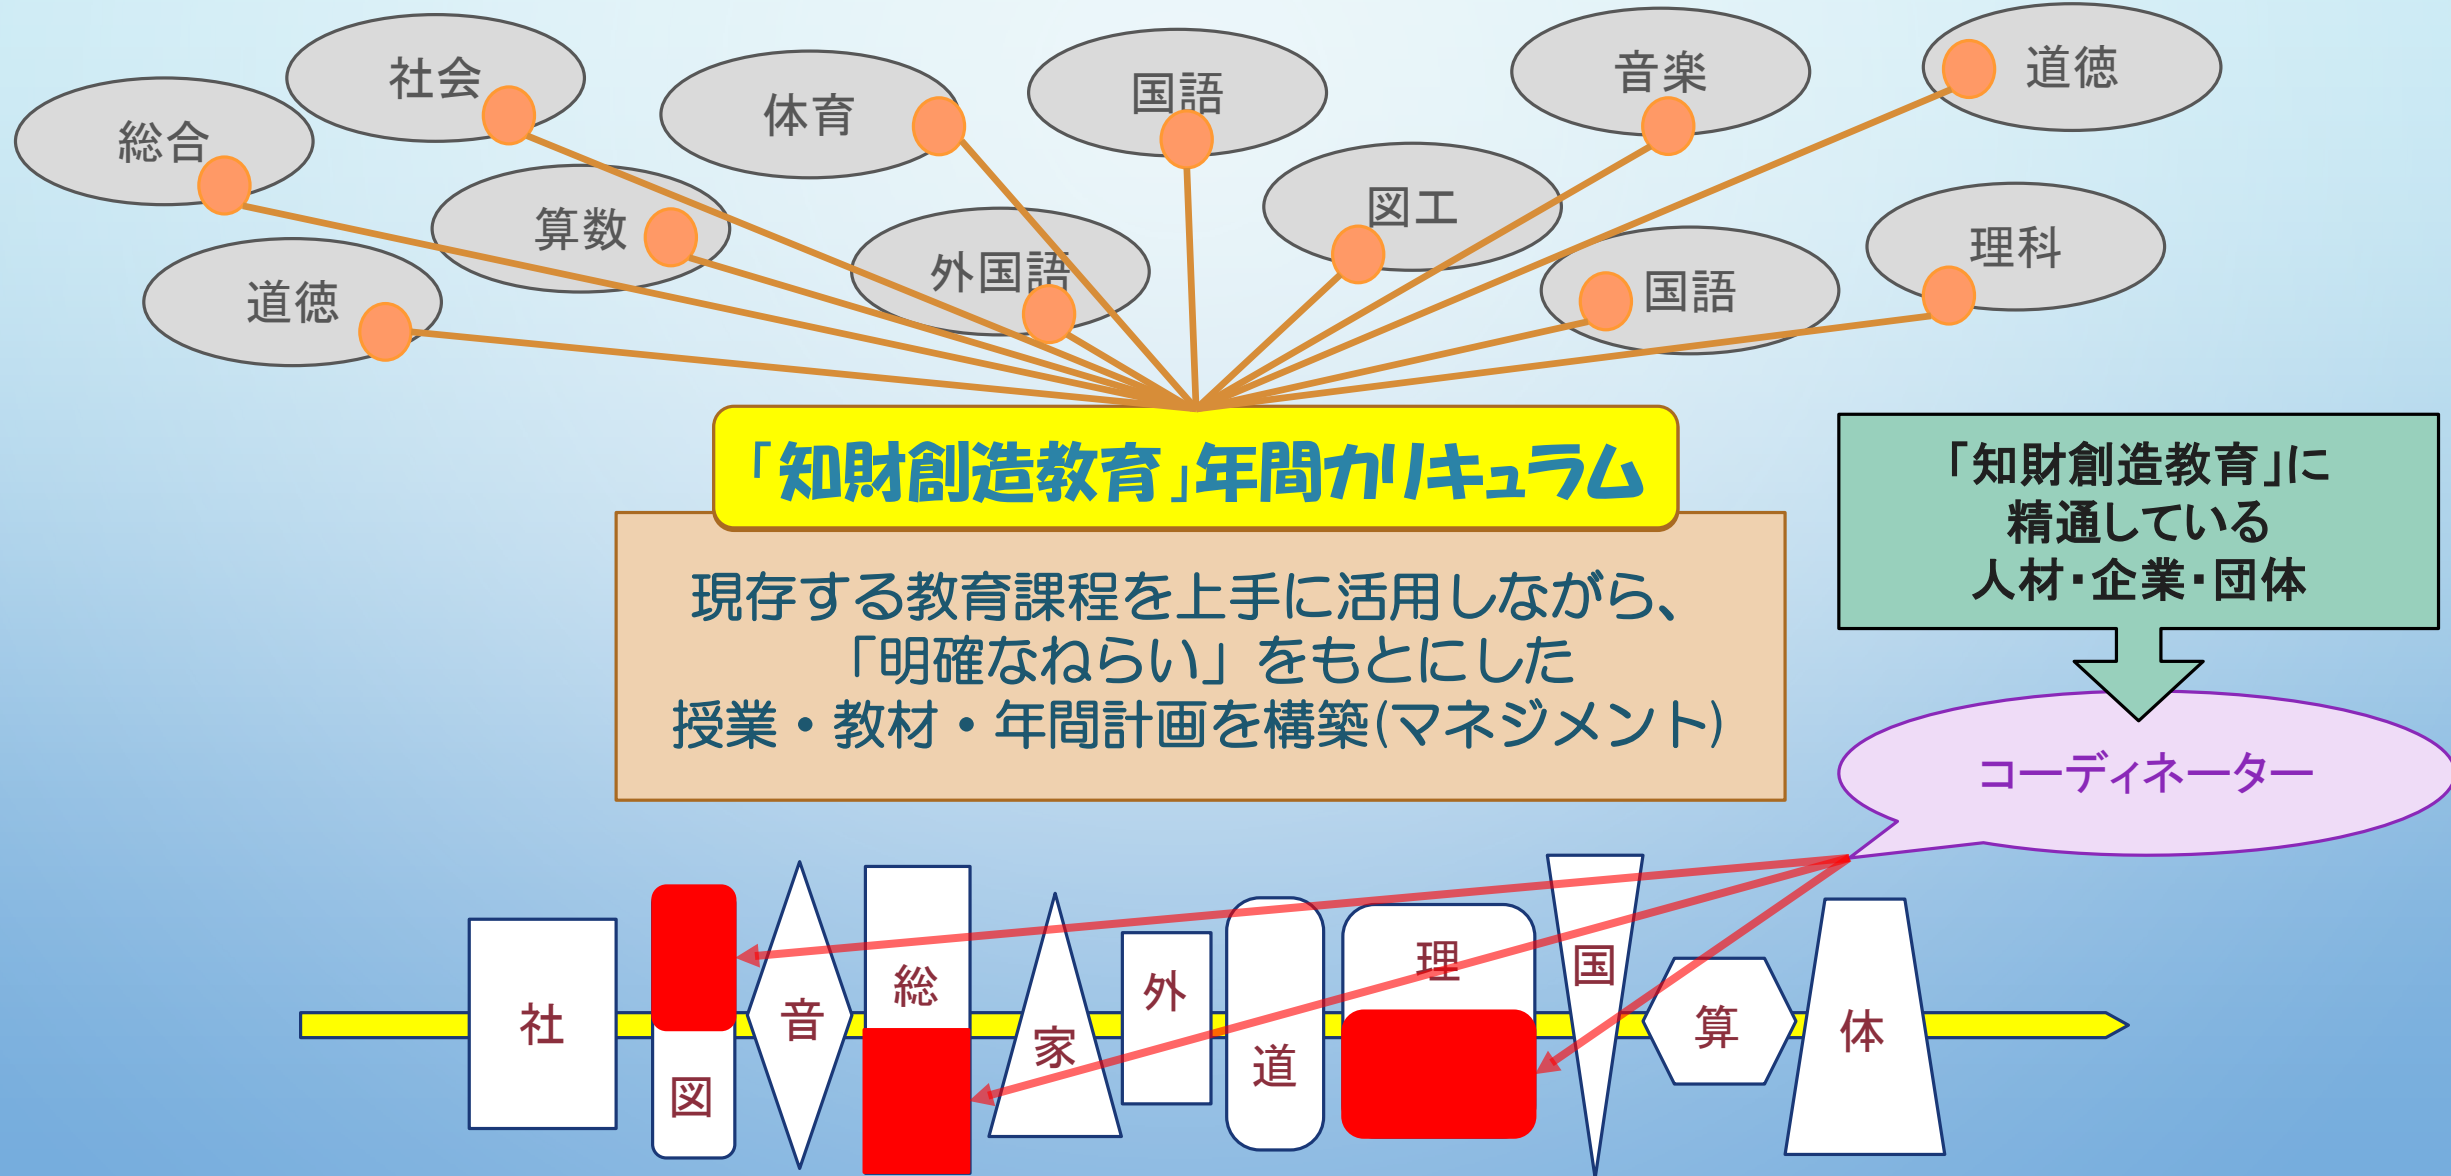 総合
社会
体育
国語
音楽
道徳
道徳
算数
外国語
図工
国語
理科
「知財創造教育」年間カリキュラム
現存する教育課程を上手に活用しながら、
「明確なねらい」をもとにした
授業・教材・年間計画を構築(マネジメント)
「知財創造教育」に
精通している
人材・企業・団体
コーディネーター
社
図
音
総
家
外
道
理
国
算
体